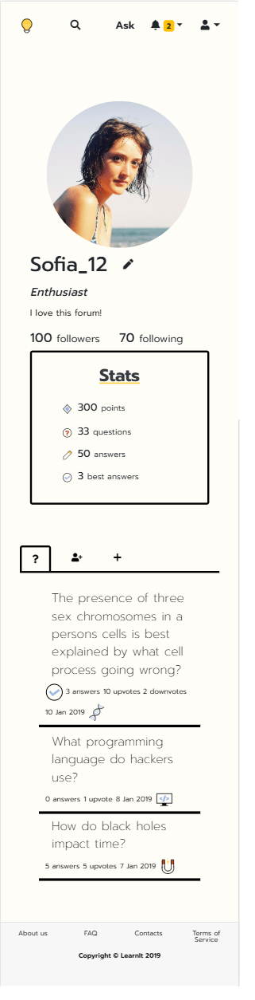 Ask 2
Sofia_12
Enthusiast
I love this forum!
100 followers 70 following
Stats
300 points
? 33 questions
50 answers
3 best answers
? +
The presence of three
sex chromosomes in a
persons cells is best
explained by what cell
process going wrong?
3 answers 10 upvotes 2 downvotes
10 Jan 2019
What programming
language do hackers
use?
0 answers 1 upvote 8 Jan 2019 </>
How do black holes
impact time?
5 answers 5 upvotes 7 Jan 2019
About us FAQ Contacts Terms of
Service
Copyright © LearnIt 2019